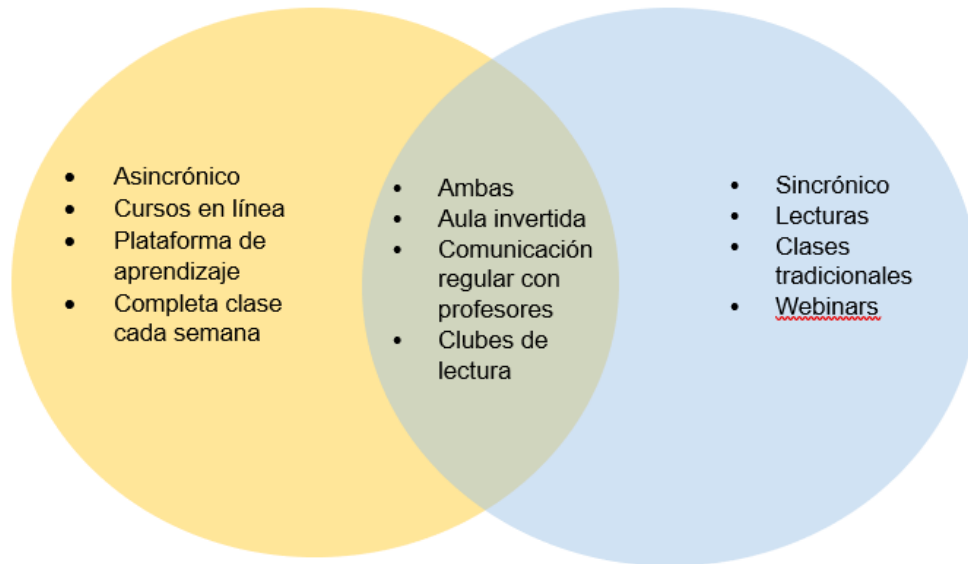 • Asincrónico
• Cursos en línea
• Plataforma de
aprendizaje
• Completa clase
cada semana
• Ambas
• Aula invertida
• Comunicación
regular con
profesores
• Clubes de
lectura
• Sincrónico
• Lecturas
• Clases
tradicionales
• Webinars